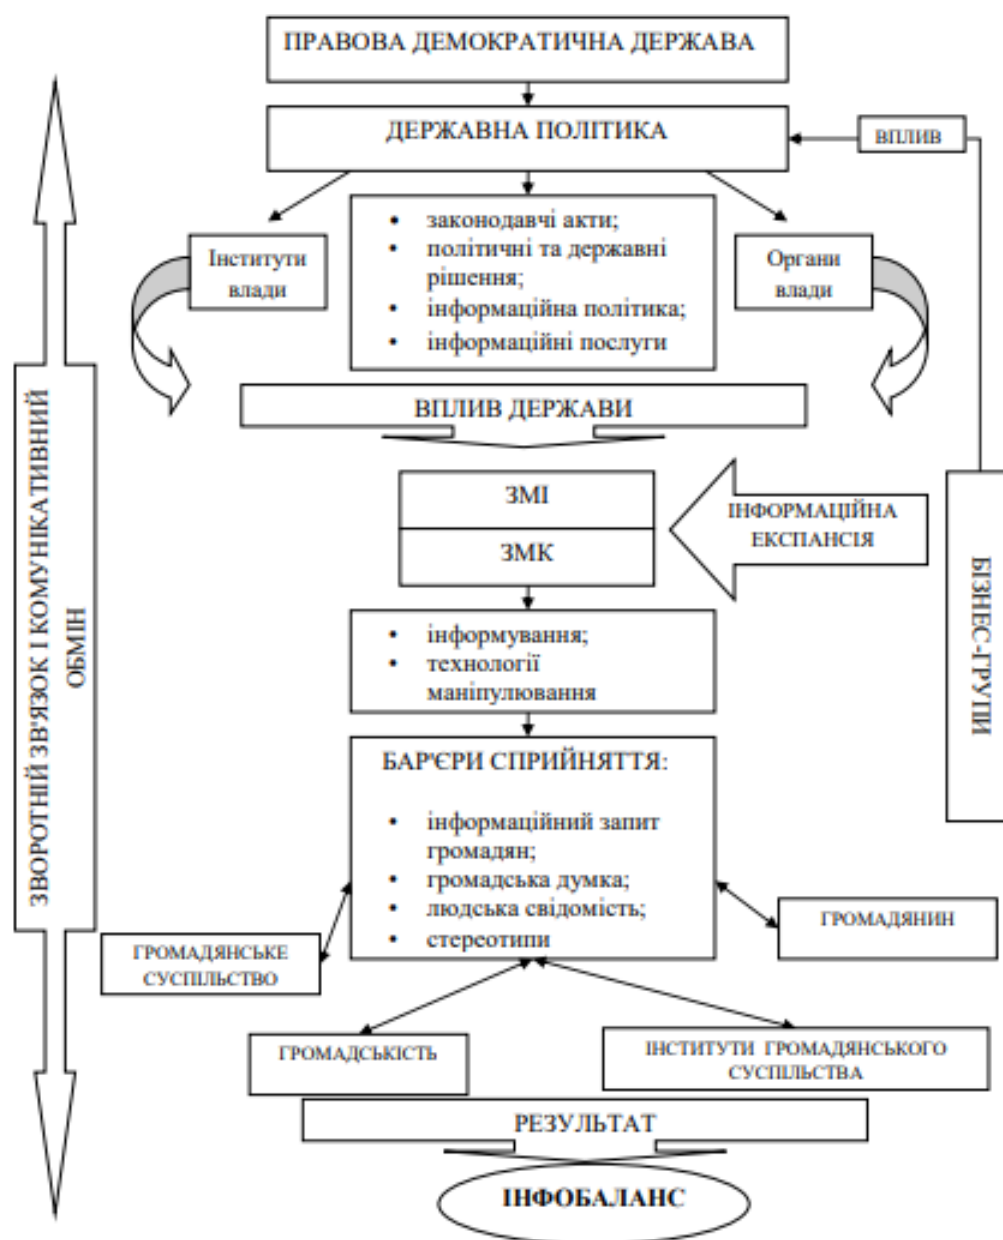 ПРАВОВА ДЕМОКРАТИЧНА ДЕРЖАВА
ДЕРЖАВНА ПОЛІТИКА
ВПЛИВ
Інститути
влади
• законодавчі акти;
• політичні та державні
рішення;
• інформаційна політика;
• інформаційні послуги
Органи
влади
ВПЛИВ ДЕРЖАВИ
ЗМІ
ЗМК
ІНФОРМАЦІЙНА
ЕКСПАНСІЯ
БІЗНЕС-ГРУПИ
ЗВОРОТНІЙ ЗВ'ЯЗОК І КОМУНІКАТИВНИЙ
ОБМІН
• інформування;
• технології
маніпулювання
БАР'ЄРИ СПРИЙНЯТТЯ:
• інформаційний запит
громадян;
• громадська думка;
• людська свідомість;
• стереотипи
ГРОМАДЯНСЬКЕ
СУСПІЛЬСТВО
ГРОМАДЯНИН
ГРОМАДСЬКІСТЬ
ІНСТИТУТИ ГРОМАДЯНСЬКОГО
СУСПІЛЬСТВА
РЕЗУЛЬТАТ
ІНФОБАЛАНС